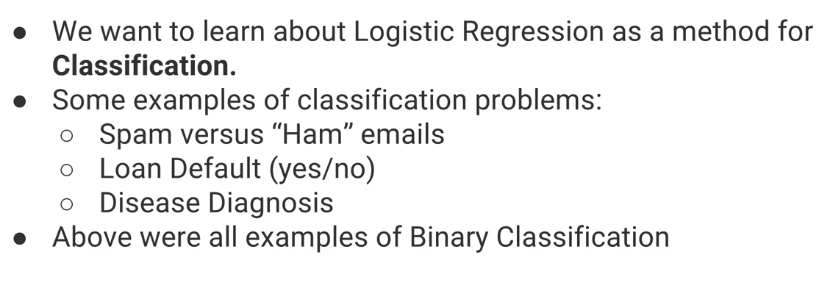 ● We want to learn about Logistic Regression as a method for
Classification.
● Some examples of classification problems:
○ Spam versus “Ham” emails
○ Loan Default (yes/no)
○ Disease Diagnosis
● Above were all examples of Binary Classification